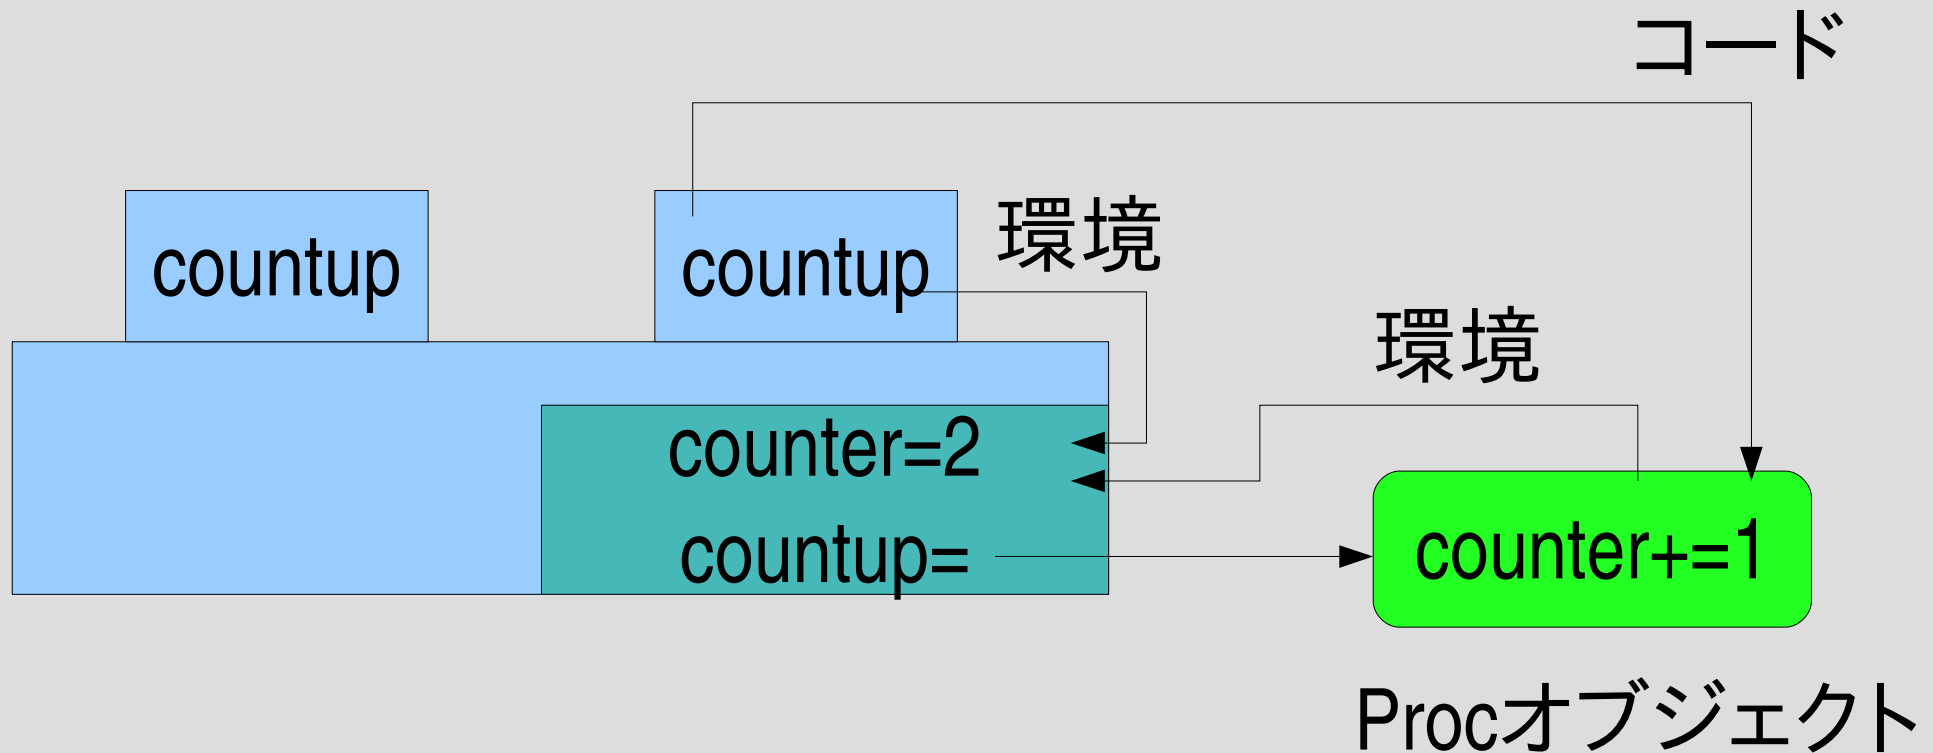 コード
countup
countup
環境
環境
counter=2
countup=
counter+=1
Procオブジェクト